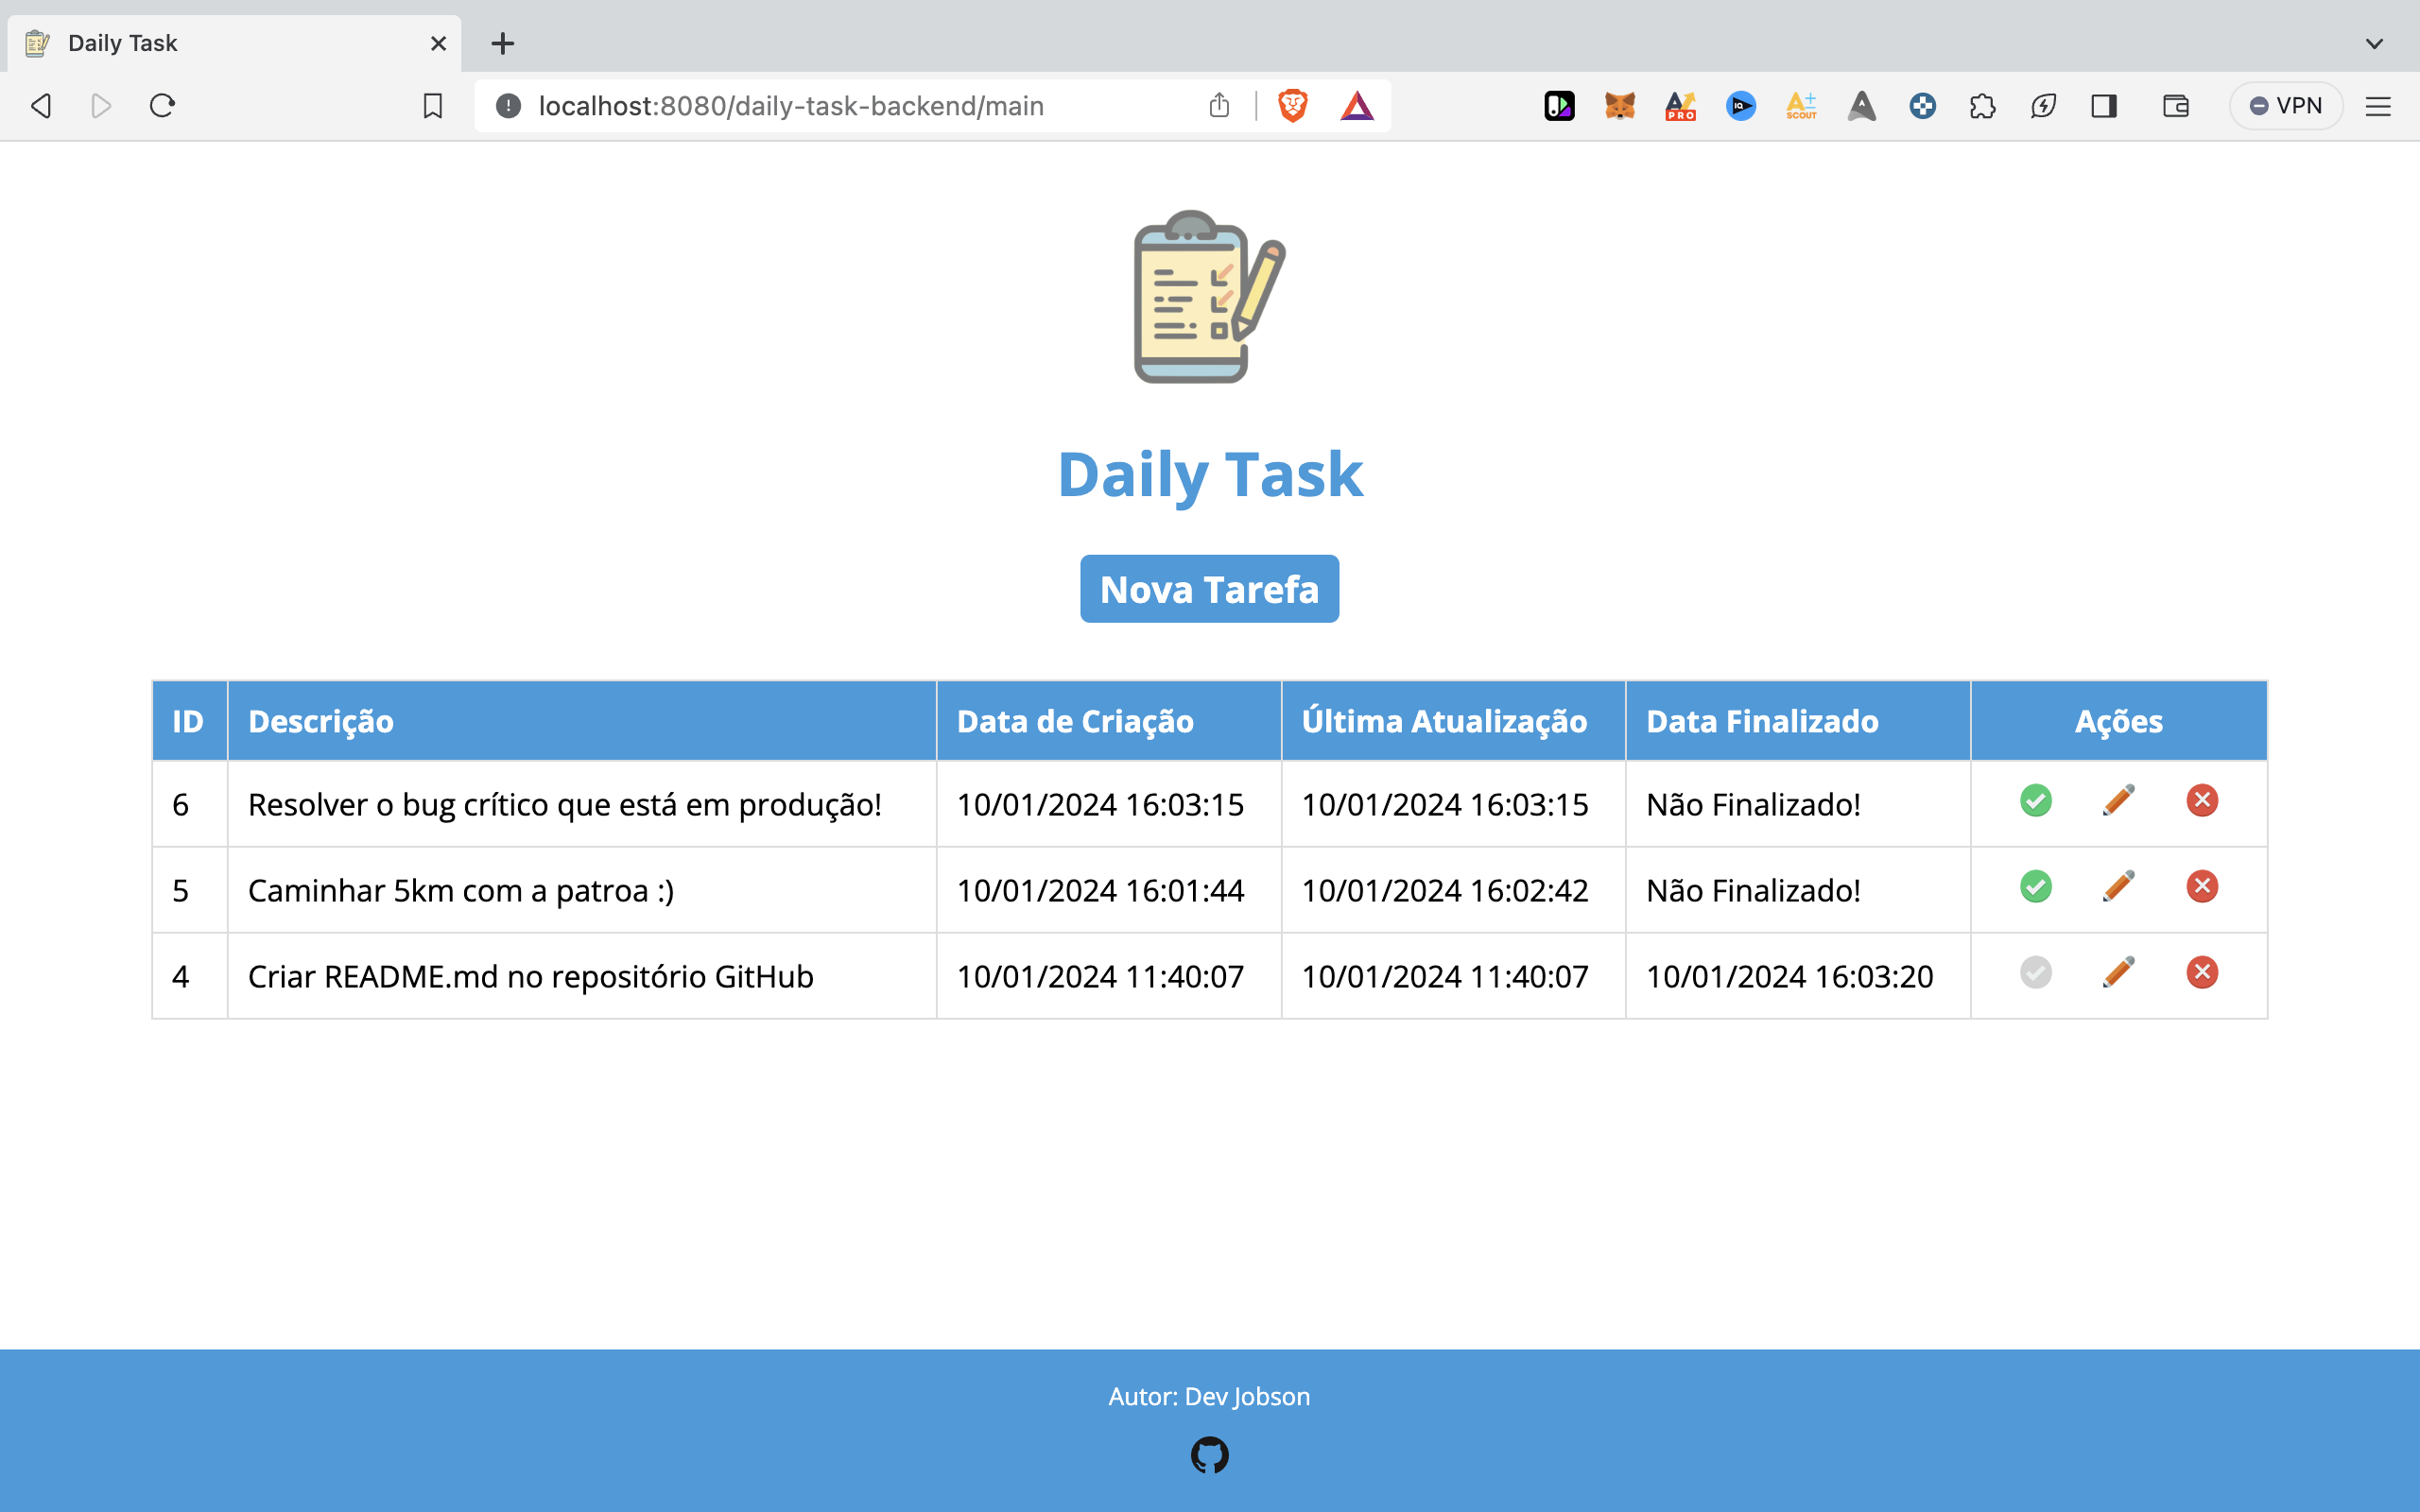 Daily Task
localhost:8080/daily-task-backend/main
PRO
IQ
SCOUT
VPN
Daily Task
Nova Tarefa
ID Descrição Data de Criação Última Atualização Data Finalizado Ações
6 Resolver o bug crítico que está em produção! 10/01/2024 16:03:15 10/01/2024 16:03:15 Não Finalizado!
5 Caminhar 5km com a patroa :) 10/01/2024 16:01:44 10/01/2024 16:02:42 Não Finalizado!
4 Criar README.md no repositório GitHub 10/01/2024 11:40:07 10/01/2024 11:40:07 10/01/2024 16:03:20
Autor: Dev Jobson